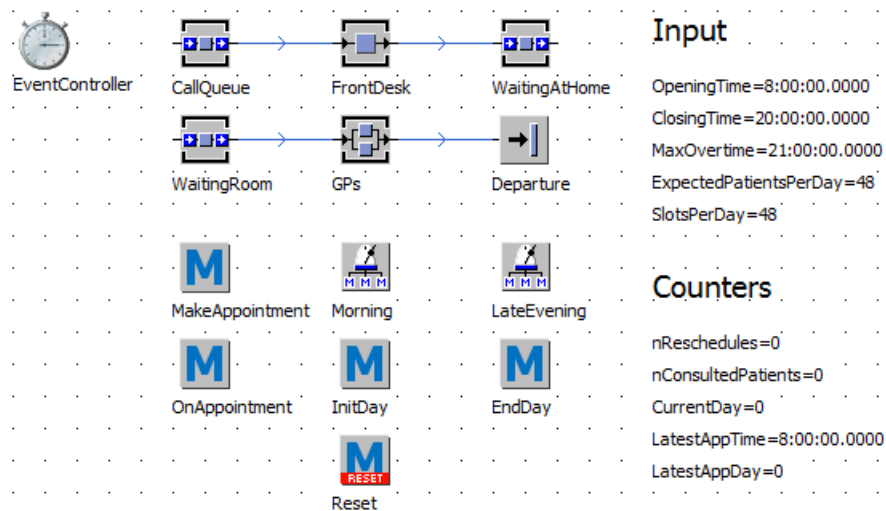 Input
EventController
CallQueue
FrontDesk
WaitingAtHome
OpeningTime=8:00:00.0000
ClosingTime=20:00:00.0000
MaxOvertime=21:00:00.0000
WaitingRoom
GPs
Departure
ExpectedPatientsPerDay=48
SlotsPerDay=48
M
M M M
M M M
Counters
MakeAppointment
Morning
LateEvening
nReschedules=0
M
M
M
nConsultedPatients=0
OnAppointment
InitDay
EndDay
CurrentDay=0
LatestAppTime=8:00:00.0000
M
RESET
LatestAppDay=0
Reset